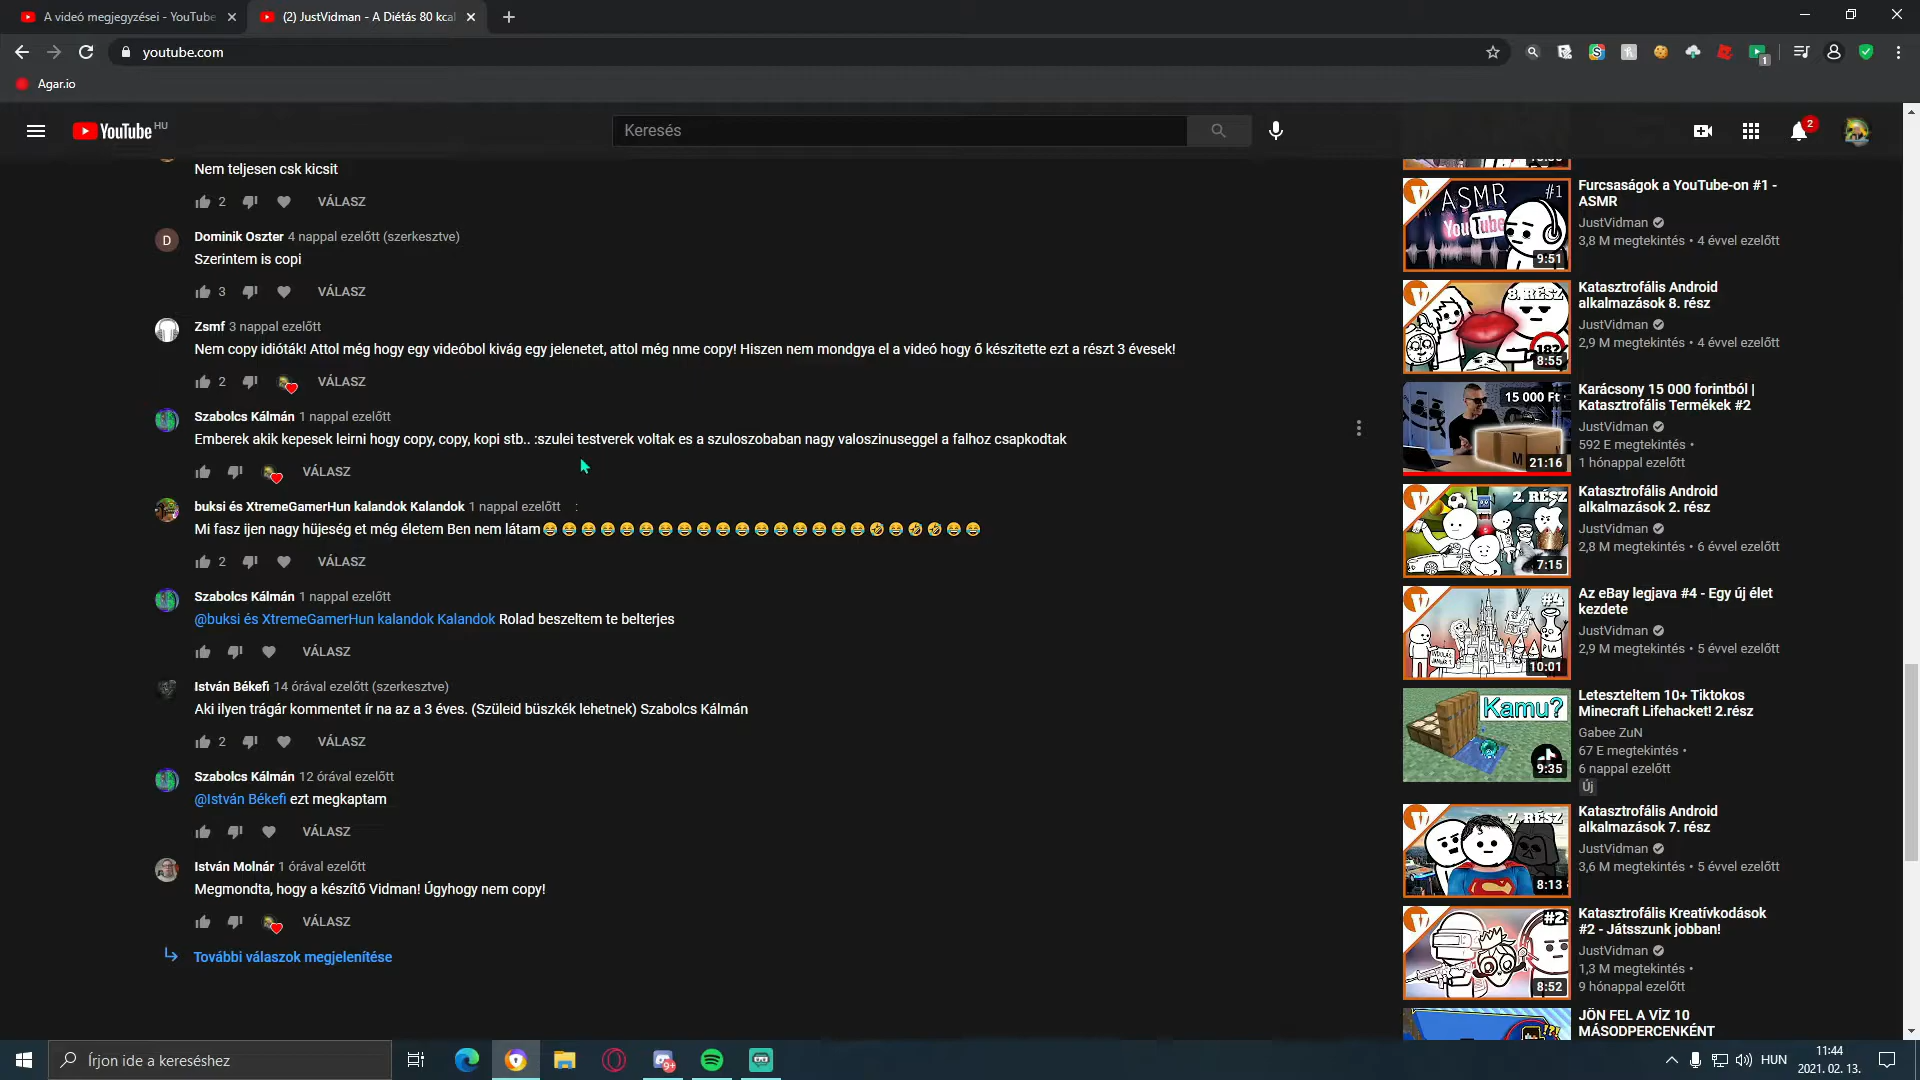 A videó megjegyzései - YouTube
(2) JustVidman - A Diétás 80 kcal
youtube.com
1
Agar.io
YouTube HU
Keresés
2
Nem teljesen csk kicsit
2 VÁLASZ
D
Dominik Oszter 4 nappal ezelőtt (szerkesztve)
Szerintem is copi
3 VÁLASZ
Zsmf 3 nappal ezelőtt
Nem copy idióták! Attol még hogy egy videóbol kivág egy jelenetet, attol még nme copy! Hiszen nem mondgya el a videó hogy ő készitette ezt a részt 3 évesek!
2 VÁLASZ
Szabolcs Kálmán 1 nappal ezelőtt
Emberek akik kepesek leirni hogy copy, copy, kopi stb.. :szulei testverek voltak es a szuloszobaban nagy valoszinuseggel a falhoz csapkodtak
VÁLASZ
buksi és XtremeGamerHun kalandok Kalandok 1 nappal ezelőtt :
Mi fasz ijen nagy hüjeség et még életem Ben nem látam😂😂😂😂😂😂😂😂😂😂😂😂😂😂😂😂😂🤣😂🤣🤣😂😂
2 VÁLASZ
Szabolcs Kálmán 1 nappal ezelőtt
@buksi és XtremeGamerHun kalandok Kalandok Rolad beszeltem te belterjes
VÁLASZ
István Békefi 14 órával ezelőtt (szerkesztve)
Aki ilyen trágár kommentet ír na az a 3 éves. (Szüleid büszkék lehetnek) Szabolcs Kálmán
2 VÁLASZ
Szabolcs Kálmán 12 órával ezelőtt
@István Békefi ezt megkaptam
VÁLASZ
István Molnár 1 órával ezelőtt
Megmondta, hogy a készítő Vidman! Úgyhogy nem copy!
VÁLASZ
További válaszok megjelenítése
ASMR #1
YouTube
9:51
Furcsaságok a YouTube-on #1 -
ASMR
JustVidman
3,8 M megtekintés • 4 évvel ezelőtt
8. RÉSZ
18?
8:55
Katasztrofális Android
alkalmazások 8. rész
JustVidman
2,9 M megtekintés • 4 évvel ezelőtt
15 000 Ft
M
21:16
Karácsony 15 000 forintból |
Katasztrofális Termékek #2
JustVidman
592 E megtekintés •
1 hónappal ezelőtt
2. RÉSZ
7:15
Katasztrofális Android
alkalmazások 2. rész
JustVidman
2,8 M megtekintés • 6 évvel ezelőtt
#4
PIA
10:01
Az eBay legjava #4 - Egy új élet
kezdete
JustVidman
2,9 M megtekintés • 5 évvel ezelőtt
Kamu?
9:35
Leteszteltem 10+ Tiktokos
Minecraft Lifehacket! 2.rész
Gabee ZuN
67 E megtekintés •
6 nappal ezelőtt
Új
7. RÉSZ
8:13
Katasztrofális Android
alkalmazások 7. rész
JustVidman
3,6 M megtekintés • 5 évvel ezelőtt
#2
8:52
Katasztrofális Kreatívkodások
#2 - Játsszunk jobban!
JustVidman
1,3 M megtekintés •
9 hónappal ezelőtt
!?!
JÖN FEL A VÍZ 10
MÁSODPERCENKÉNT
Írjon ide a kereséshez
9+
HUN
11:44
2021. 02. 13.